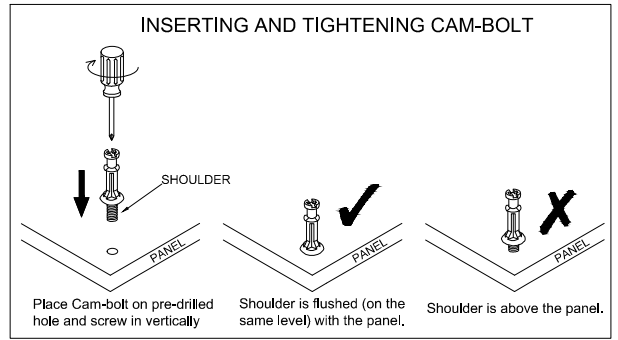 INSERTING AND TIGHTENING CAM-BOLT
SHOULDER
PANEL
Place Cam-bolt on pre-drilled
hole and screw in vertically
PANEL
Shoulder is flushed (on the
same level) with the panel.
PANEL
Shoulder is above the panel.